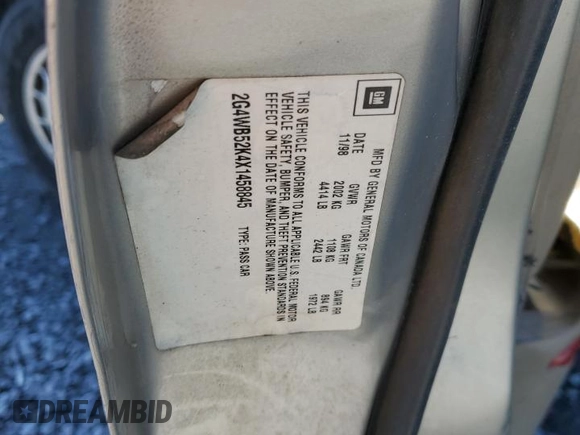 GM
MFD BY GENERAL MOTORS OF CANADA LTD.
DATE GVWR GAWR FRT GAWR RR
11/98 2002 KG 1108 KG 894 KG
4414 LB 2442 LB 1972 LB
THIS VEHICLE CONFORMS TO ALL APPLICABLE U.S. FEDERAL MOTOR
VEHICLE SAFETY, BUMPER, AND THEFT PREVENTION STANDARDS IN
EFFECT ON THE DATE OF MANUFACTURE SHOWN ABOVE.
2G4WB52K4X1458845 TYPE: PASS CAR
DREAMBID